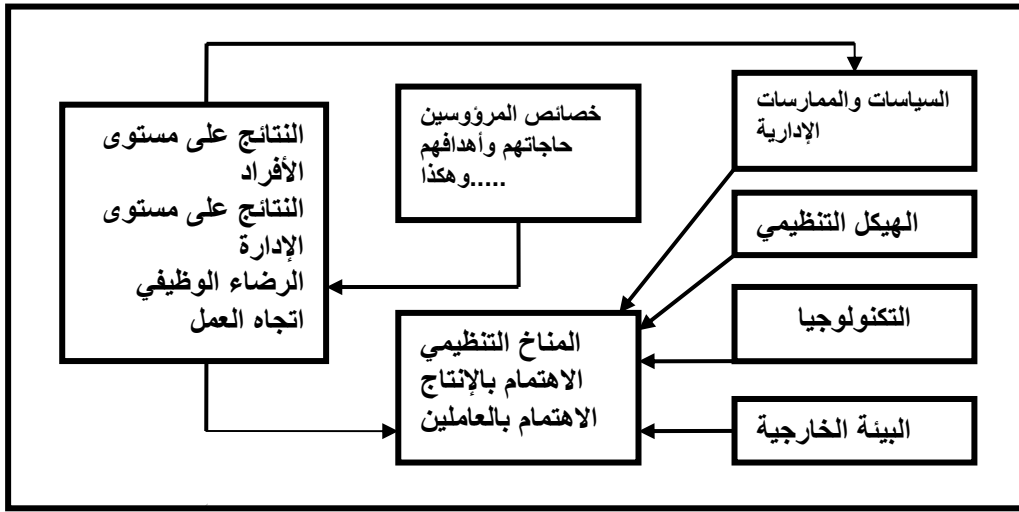 السياسات والممارسات
الإدارية
الهيكل التنظيمي
التكنولوجيا
البيئة الخارجية
خصائص المرؤوسين
حاجاتهم وأهدافهم
.....وهكذا
المناخ التنظيمي
الاهتمام بالإنتاج
الاهتمام بالعاملين
النتائج على مستوى
الأفراد
النتائج على مستوى
الإدارة
الرضاء الوظيفي
اتجاه العمل